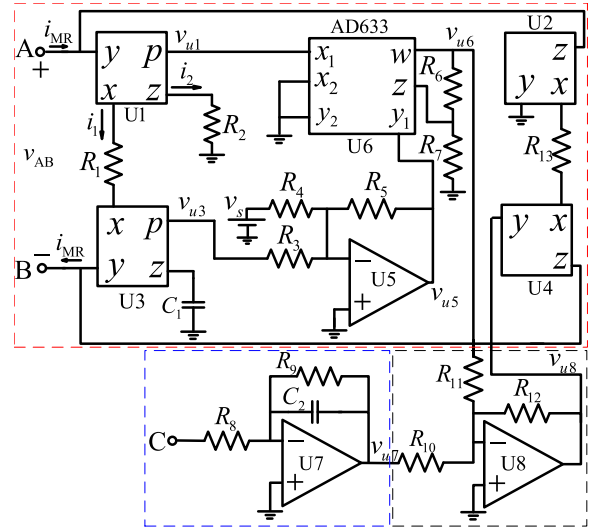 A
+
i_MR
y
p
x
z
U1
v_u1
i_2
R_2
i_1
R_1
v_AB
AD633
x_1
x_2
y_2
w
z
y_1
U6
v_u6
R_6
R_7
U2
z
y
x
R_13
y
x
z
U4
B
−
i_MR
x
p
y
z
U3
v_u3
C_1
v_s
R_4
R_5
R_3
−
+
U5
v_u5
C
R_8
R_9
C_2
−
+
U7
v_u7
R_10
R_11
R_12
v_u8
−
+
U8